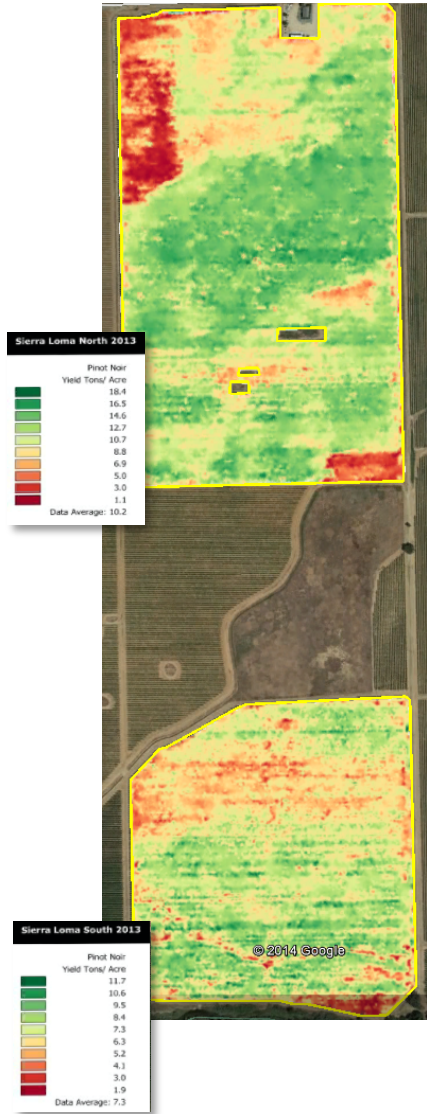 Sierra Loma North 2013
Pinot Noir
Yield Tons/ Acre
18.4
16.5
14.6
12.7
10.7
8.8
6.9
5.0
3.0
1.1
Data Average: 10.2
© 2014 Google
Sierra Loma South 2013
Pinot Noir
Yield Tons/ Acre
11.7
10.6
9.5
8.4
7.3
6.3
5.2
4.1
3.0
1.9
Data Average: 7.3